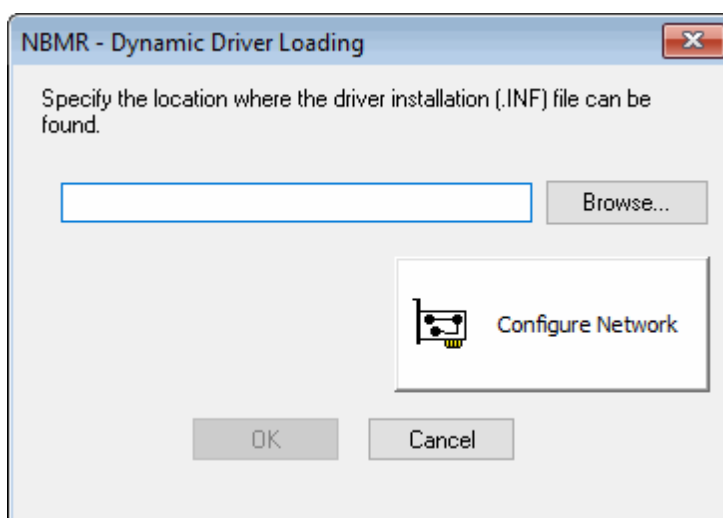 NBMR - Dynamic Driver Loading
Specify the location where the driver installation (.INF) file can be
found.
Browse...
Configure Network
OK
Cancel